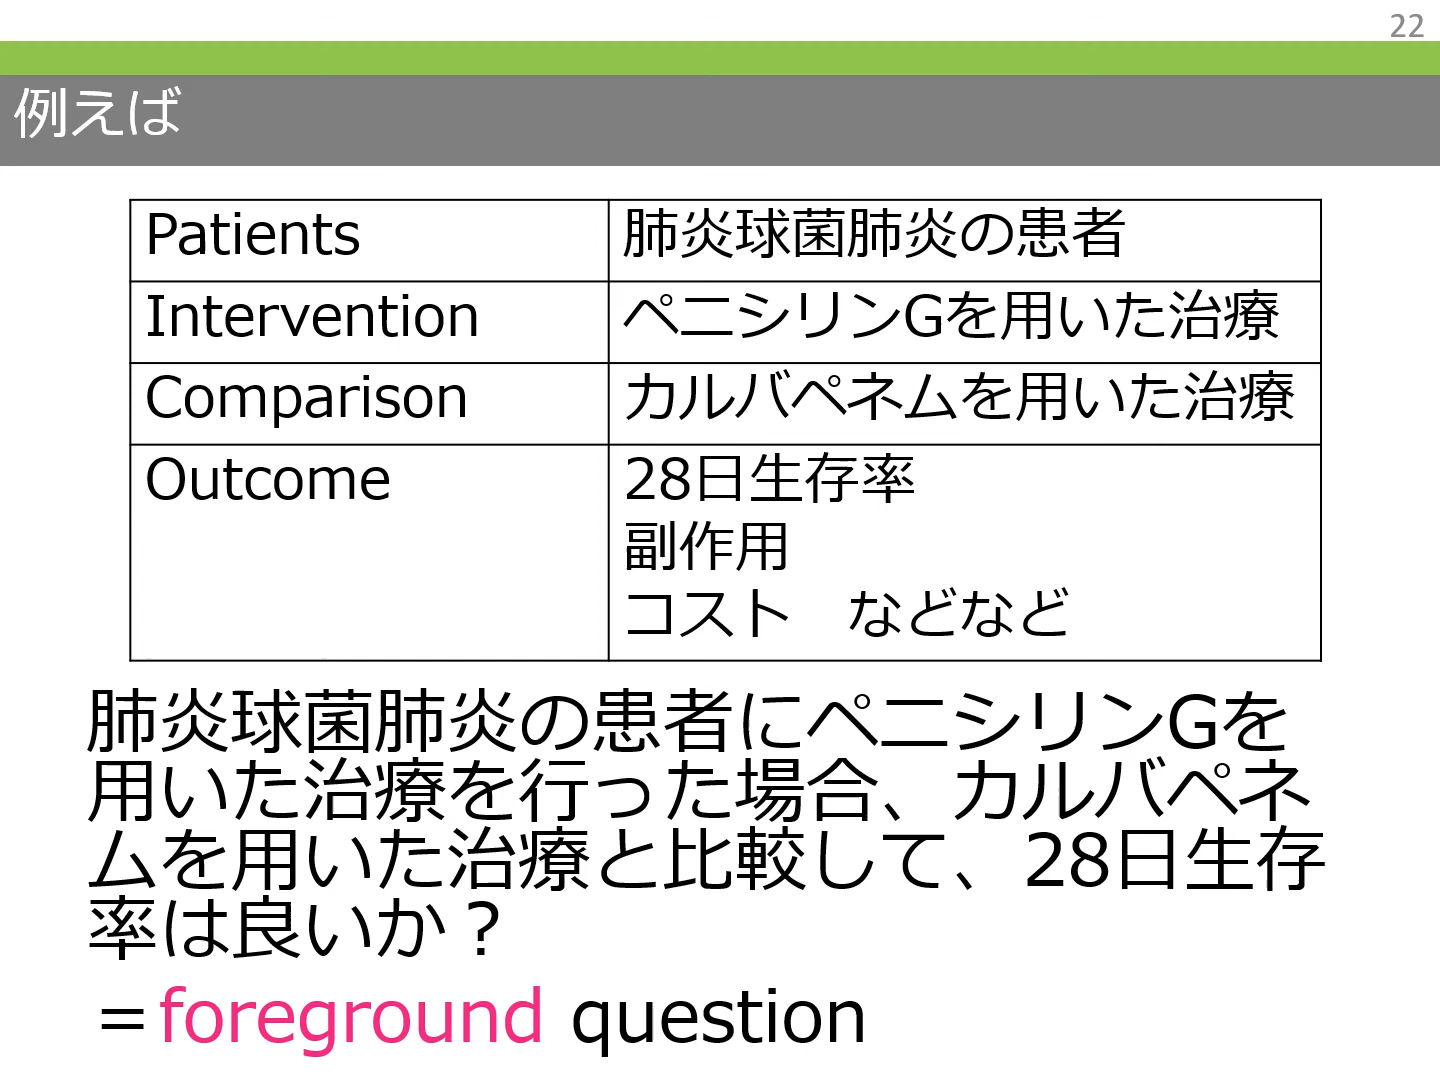 22
例えば
Patients
肺炎球菌肺炎の患者
Intervention
ペニシリンGを用いた治療
Comparison
カルバペネムを用いた治療
Outcome
28日生存率
副作用
コスト　などなど
肺炎球菌肺炎の患者にペニシリンGを
用いた治療を行った場合、カルバペネ
ムを用いた治療と比較して、28日生存
率は良いか？
＝foreground question